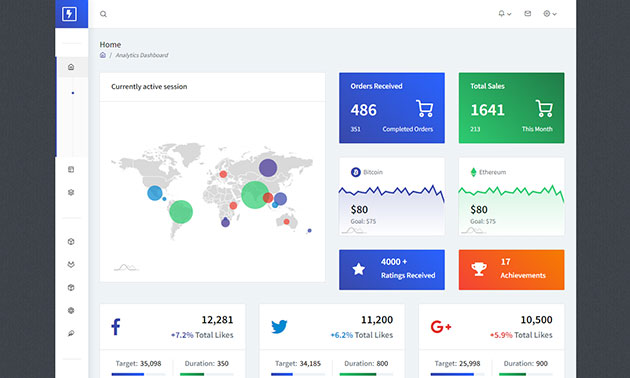 Home
/ Analytics Dashboard
Currently active session
Orders Received
486
351 Completed Orders
Total Sales
1641
213 This Month
Bitcoin
$80
Goal: $75
Ethereum
$80
Goal: $75
4000 +
Ratings Received
17
Achievements
12,281
+7.2% Total Likes
Target: 35,098 Duration: 350
11,200
+6.2% Total Likes
Target: 34,185 Duration: 800
G+ 10,500
+5.9% Total Likes
Target: 25,998 Duration: 900